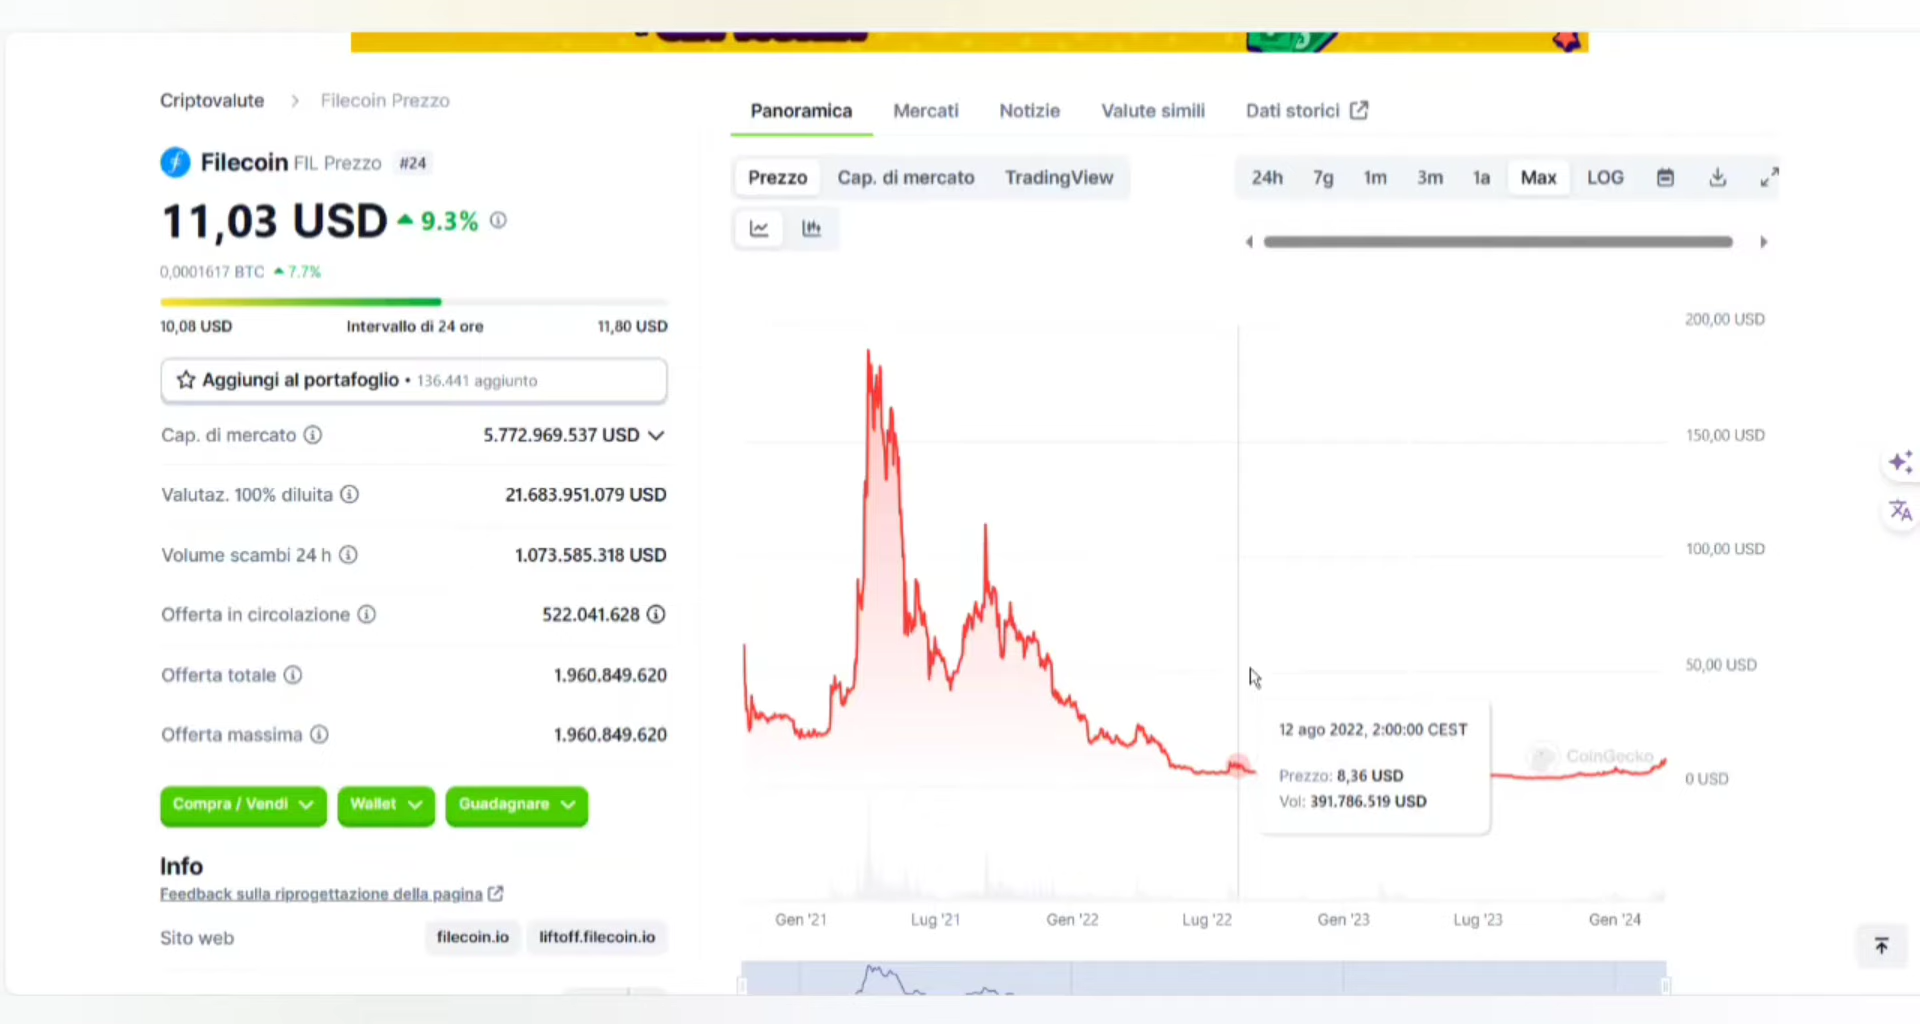 Criptovalute > Filecoin Prezzo
Filecoin FIL Prezzo #24
11,03 USD 9.3%
0,0001617 BTC 7.7%
10,08 USD Intervallo di 24 ore 11,80 USD
Aggiungi al portafoglio • 136.441 aggiunto
Cap. di mercato 5.772.969.537 USD
Valutaz. 100% diluita 21.683.951.079 USD
Volume scambi 24 h 1.073.585.318 USD
Offerta in circolazione 522.041.628
Offerta totale 1.960.849.620
Offerta massima 1.960.849.620
Compra / Vendi Wallet Guadagnare
Info
Feedback sulla riprogettazione della pagina
Sito web filecoin.io liftoff.filecoin.io
Panoramica Mercati Notizie Valute simili Dati storici
Prezzo Cap. di mercato TradingView
24h 7g 1m 3m 1a Max LOG
200,00 USD
150,00 USD
100,00 USD
50,00 USD
0 USD
12 ago 2022, 2:00:00 CEST
Prezzo: 8,36 USD
Vol: 391.786.519 USD
CoinGecko
Gen '21 Lug '21 Gen '22 Lug '22 Gen '23 Lug '23 Gen '24